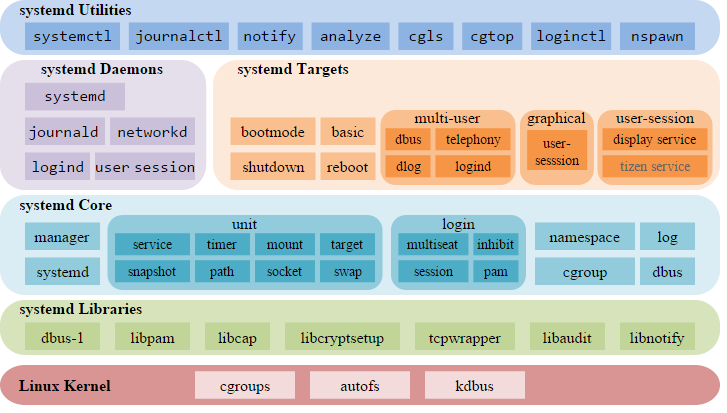 systemd Utilities
systemctl journalctl notify analyze cgls cgtop loginctl nspawn
systemd Daemons
systemd
journald networkd
logind user session
systemd Targets
bootmode basic
shutdown reboot
multi-user
dbus telephony
dlog logind
graphical
user-
sesssion
user-session
display service
tizen service
systemd Core
manager
systemd
unit
service timer mount target
snapshot path socket swap
login
multiseat inhibit
session pam
namespace log
cgroup dbus
systemd Libraries
dbus-1 libpam libcap libcryptsetup tcpwrapper libaudit libnotify
Linux Kernel cgroups autofs kdbus